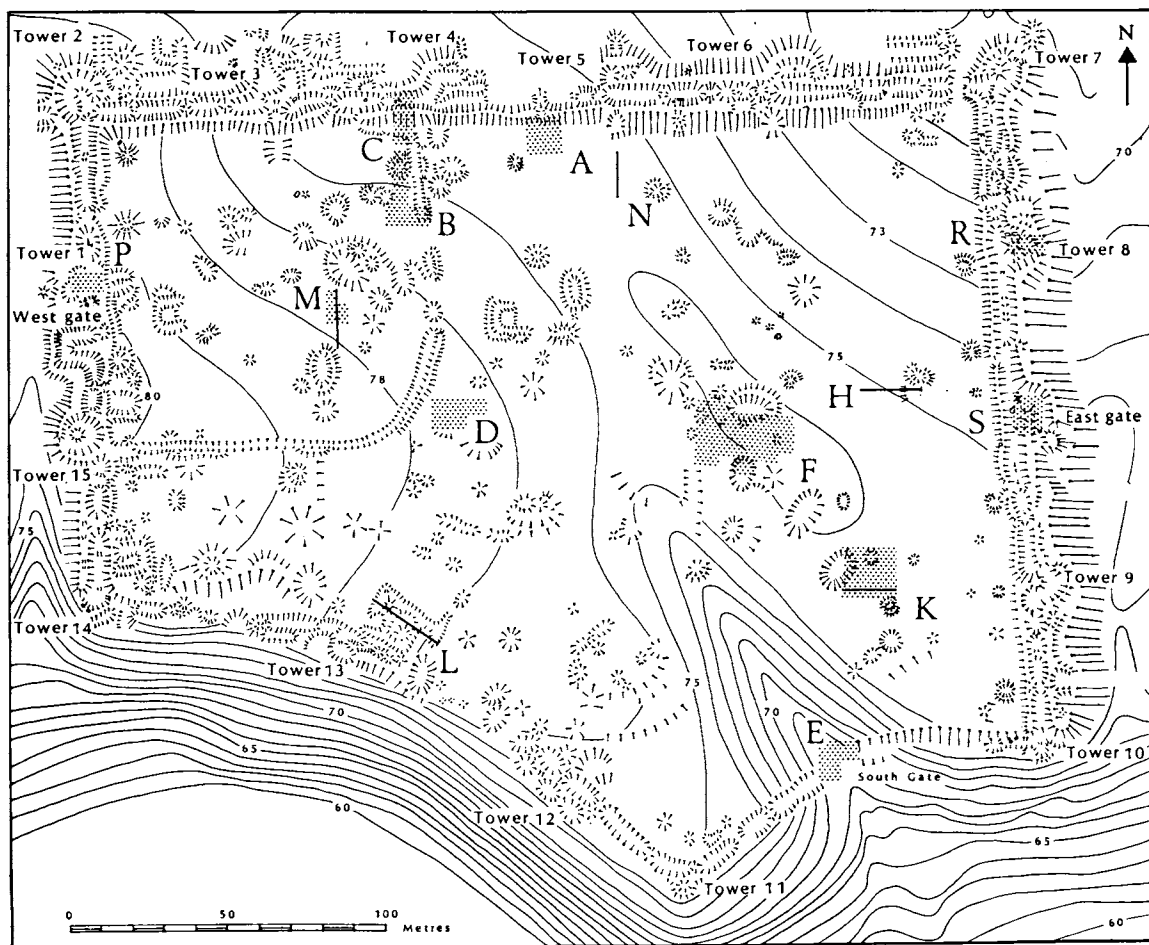 Tower 2
Tower 4
Tower 6
N
Tower 3
Tower 5
Tower 7
70
C
A
B
N
73
R
Tower 8
Tower 1
P
M
West gate
75
78
80
H
S
East gate
D
F
Tower 15
75
Tower 9
K
Tower 14
Tower 13
L
70
75
65
70
E
60
South Gate
Tower 10
Tower 12
65
Tower 11
0 50 100
Metres
60